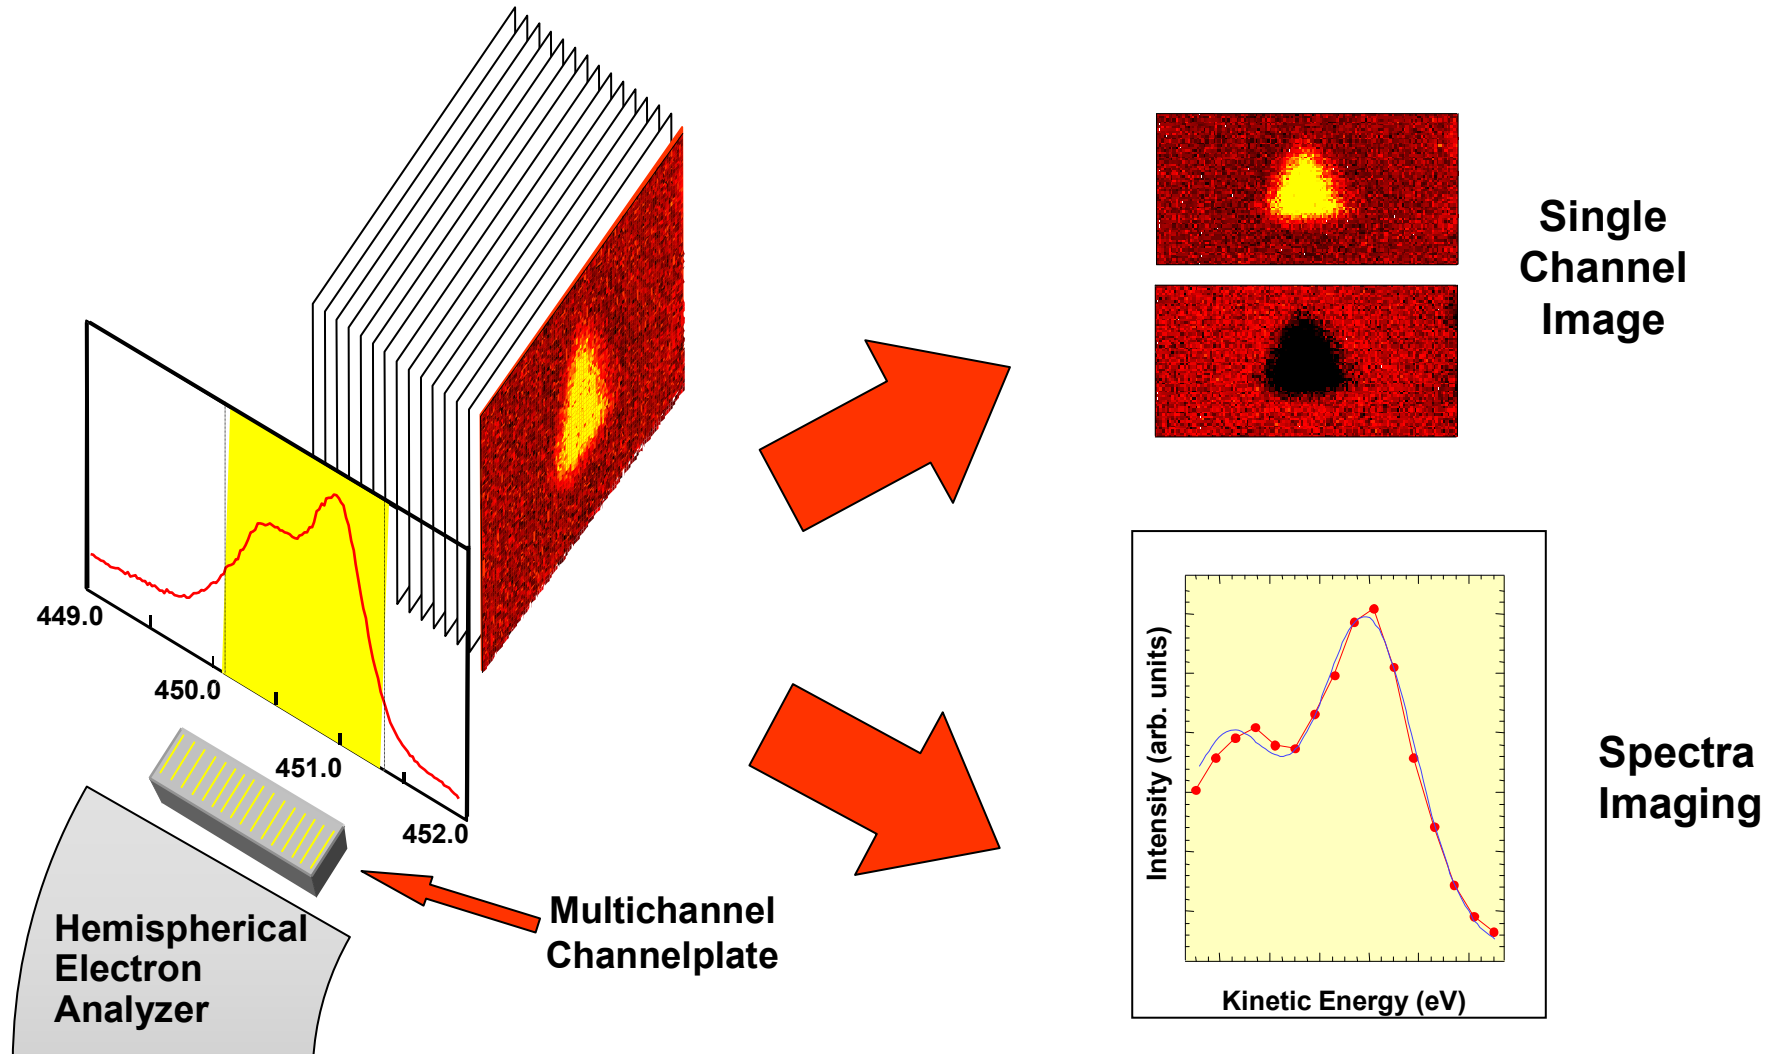 Single
Channel
Image
449.0
450.0
451.0
452.0
Hemispherical
Electron
Analyzer
Multichannel
Channelplate
Intensity (arb. units)
Kinetic Energy (eV)
Spectra
Imaging